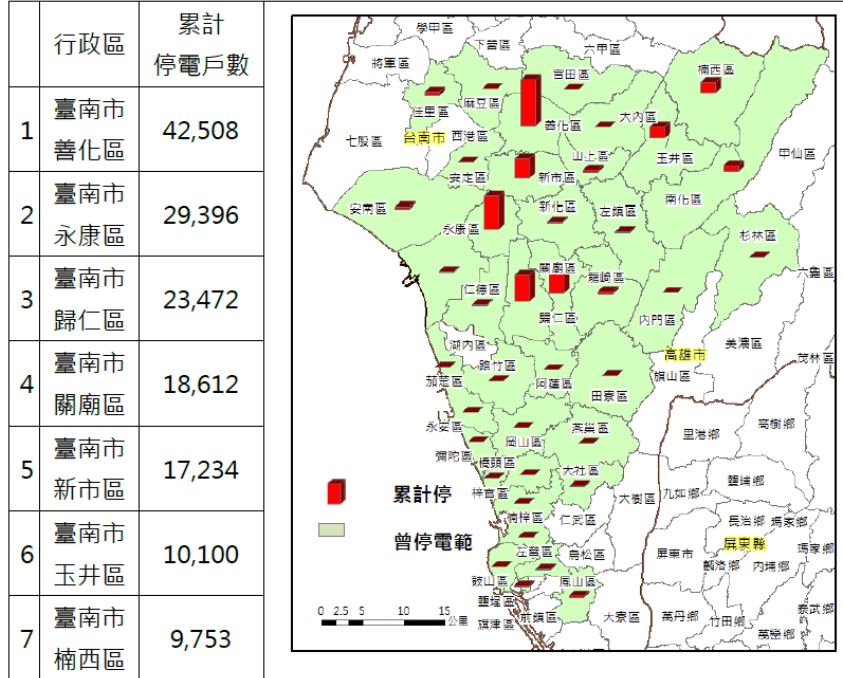 行政區
累計
停電戶數
1
臺南市
善化區
42,508
2
臺南市
永康區
29,396
3
臺南市
歸仁區
23,472
4
臺南市
關廟區
18,612
5
臺南市
新市區
17,234
6
臺南市
玉井區
10,100
7
臺南市
楠西區
9,753
學甲區
下營區
六甲區
將軍區
官田區
楠西區
佳里區
麻豆區
善化區
大內區
七股區
台南市
西港區
山上區
玉井區
甲仙區
安定區
新市區
南化區
安南區
新化區
左鎮區
永康區
杉林區
關廟區
龍崎區
六龜區
仁德區
歸仁區
內門區
湖內區
美濃區
高雄市
茂林區
路竹區
阿蓮區
旗山區
茄萣區
田寮區
永安區
岡山區
燕巢區
里港鄉
高樹鄉
彌陀區
橋頭區
大社區
梓官區
大樹區
九如鄉
鹽埔鄉
楠梓區
仁武區
長治鄉
瑪家鄉
左營區
鳥松區
屏東市
屏東縣
瑪家鄉
麟洛鄉
內埔鄉
鼓山區
鳳山區
鹽埕區
前鎮區
大寮區
萬丹鄉
竹田鄉
泰武鄉
旗津區
萬巒鄉
累計停
曾停電範
0 2.5 5 10 15
公里